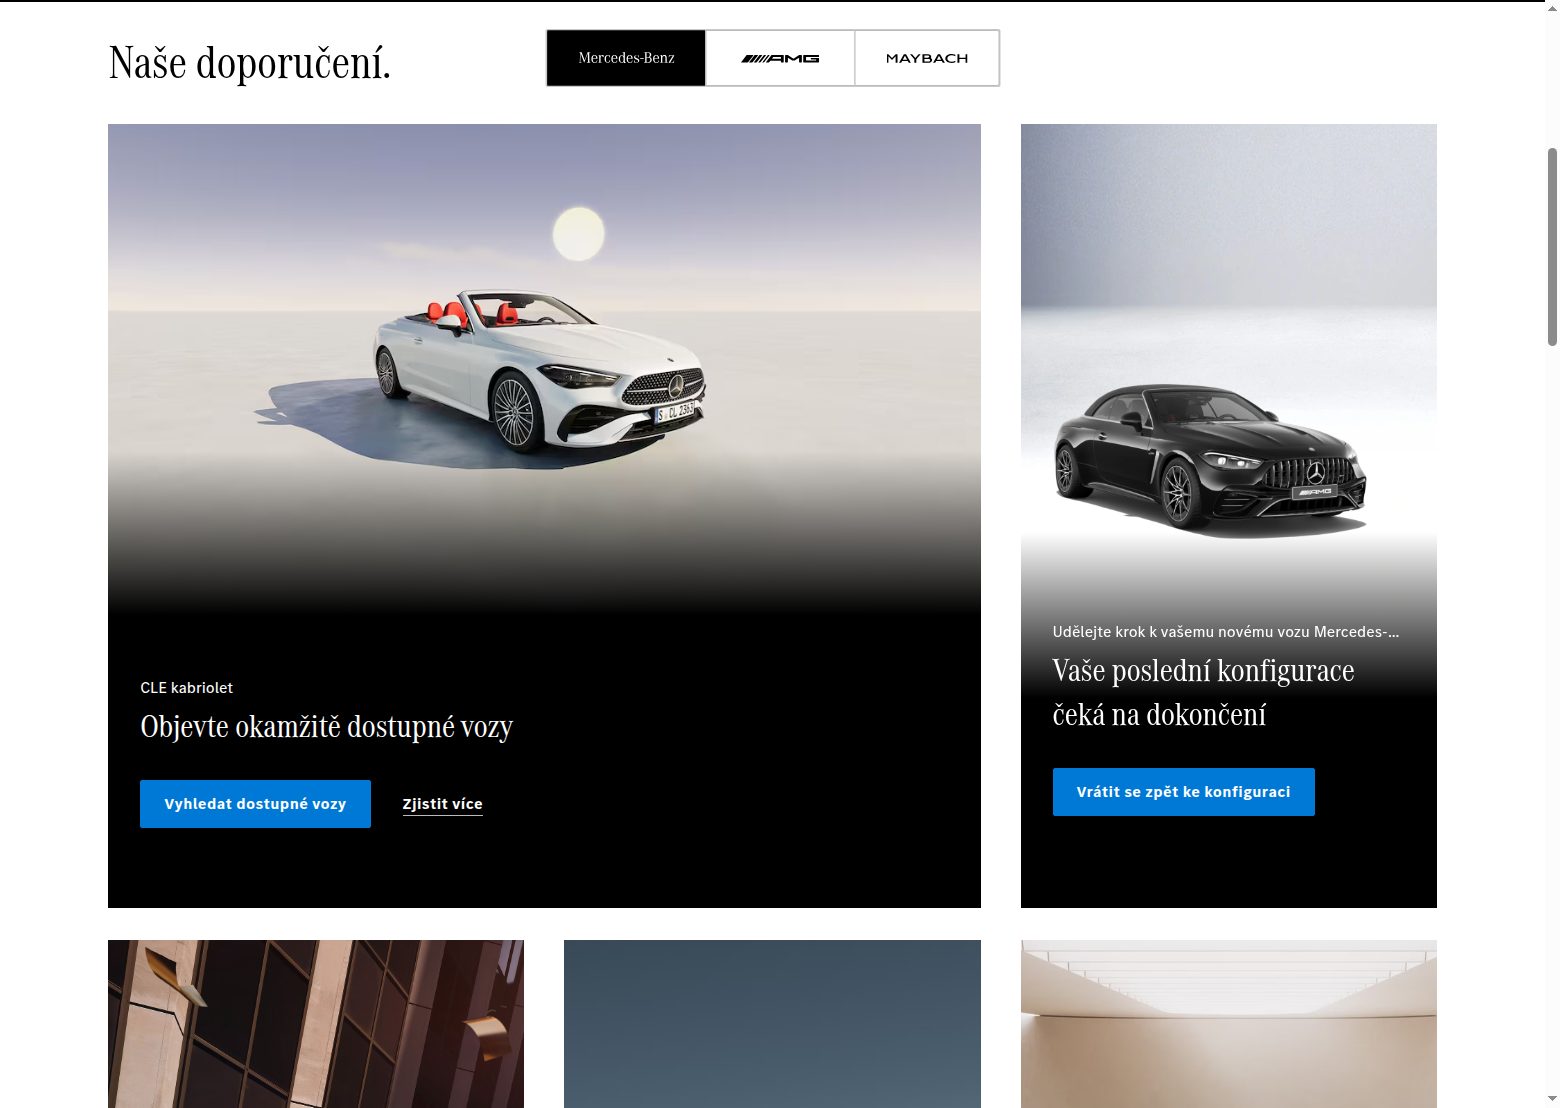 Naše doporučení.
Mercedes-Benz
AMG
MAYBACH
S CL 2363
AMG
CLE kabriolet
Objevte okamžitě dostupné vozy
Vyhledat dostupné vozy
Zjistit více
Udělejte krok k vašemu novému vozu Mercedes-...
Vaše poslední konfigurace
čeká na dokončení
Vrátit se zpět ke konfiguraci